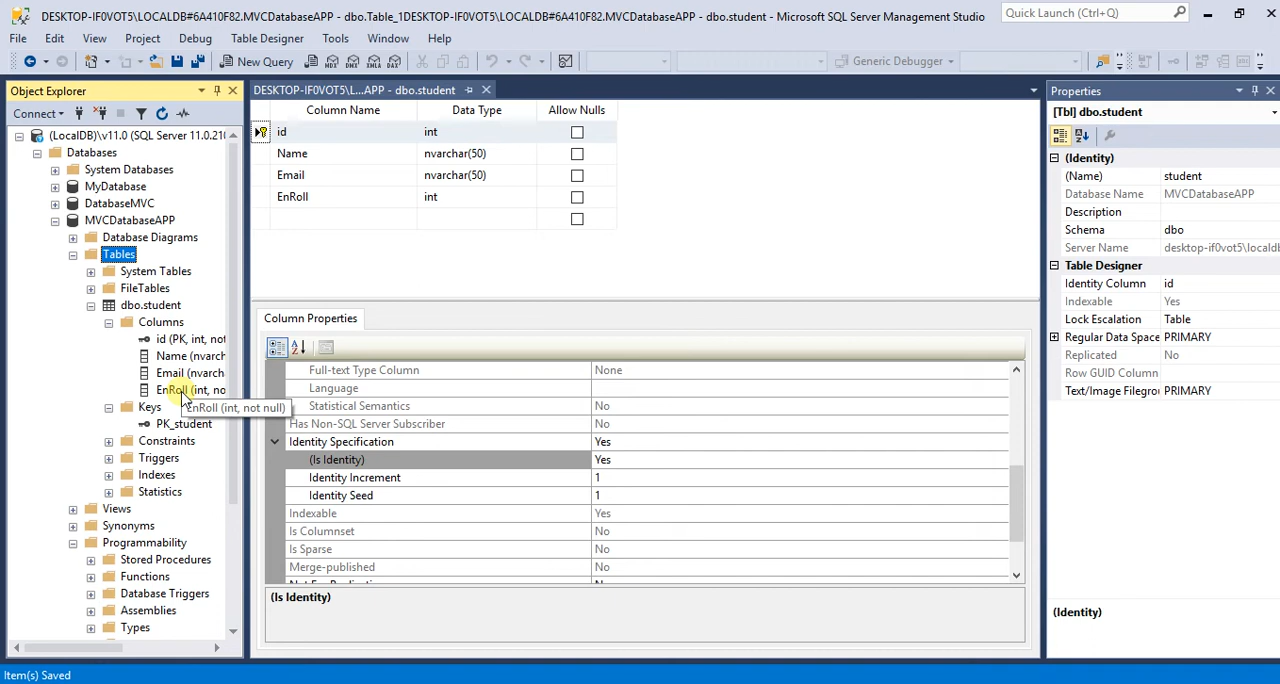 DESKTOP-IF0VOT5\LOCALDB#6A410F82.MVCDatabaseAPP - dbo.Table_1DESKTOP-IF0VOT5\LOCALDB#6A410F82.MVCDatabaseAPP - dbo.student - Microsoft SQL Server Management Studio
Quick Launch (Ctrl+Q)
File Edit View Project Debug Table Designer Tools Window Help
New Query
MDX DMX XMLA DAX
Generic Debugger
Object Explorer
Connect
(LocalDB)\v11.0 (SQL Server 11.0.21
Databases
System Databases
MyDatabase
DatabaseMVC
MVCDatabaseAPP
Database Diagrams
Tables
System Tables
FileTables
dbo.student
Columns
id (PK, int, not
Name (nvarch
Email (nvarch
EnRoll (int, no
EnRoll (int, not null)
Keys
PK_student
Constraints
Triggers
Indexes
Statistics
Views
Synonyms
Programmability
Stored Procedures
Functions
Database Triggers
Assemblies
Types
DESKTOP-IF0VOT5\L...APP - dbo.student
Column Name Data Type Allow Nulls
id int
Name nvarchar(50)
Email nvarchar(50)
EnRoll int
Column Properties
Full-text Type Column None
Language
Statistical Semantics No
Has Non-SQL Server Subscriber No
Identity Specification Yes
(Is Identity) Yes
Identity Increment 1
Identity Seed 1
Indexable Yes
Is Columnset No
Is Sparse No
Merge-published No
(Is Identity)
Properties
[Tbl] dbo.student
(Identity)
(Name) student
Database Name MVCDatabaseAPP
Description
Schema dbo
Server Name desktop-if0vot5\localdb
Table Designer
Identity Column id
Indexable Yes
Lock Escalation Table
Regular Data Space PRIMARY
Replicated No
Row GUID Column
Text/Image Filegro PRIMARY
(Identity)
Item(s) Saved